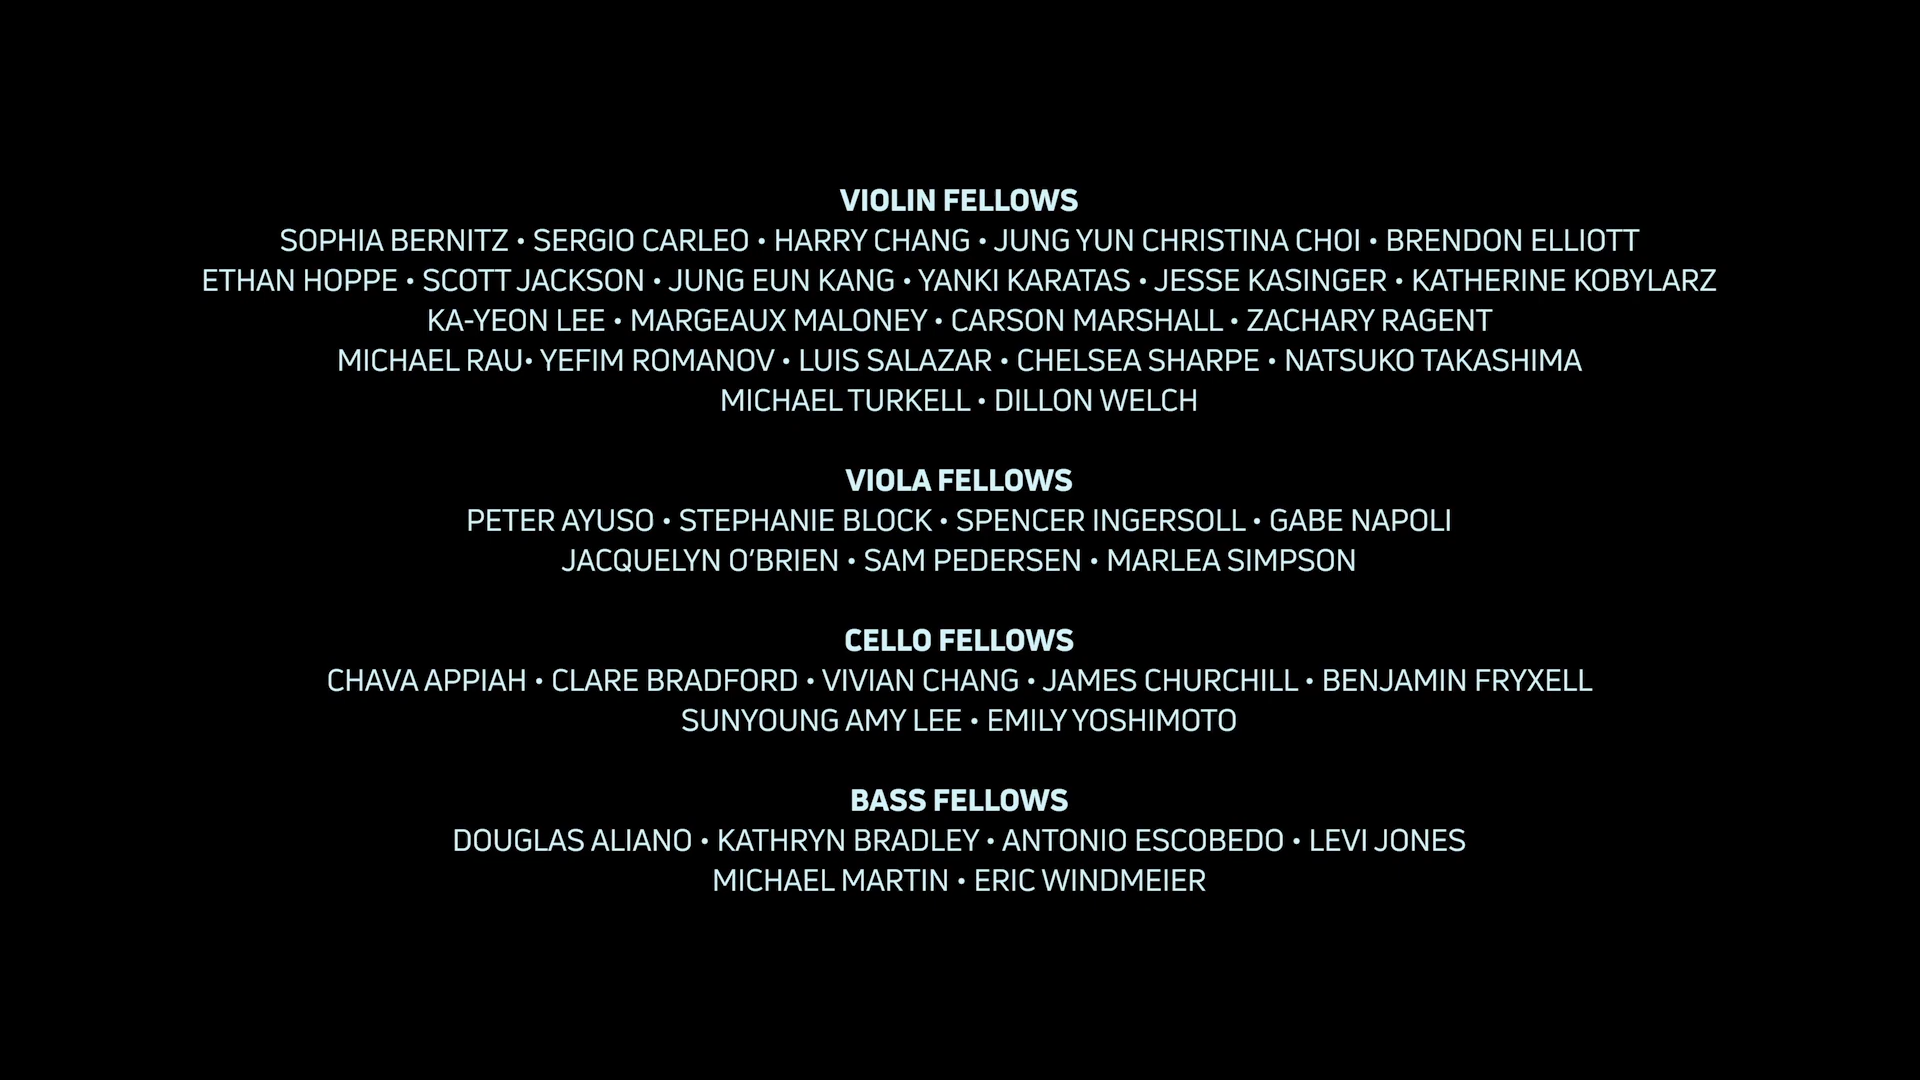 VIOLIN FELLOWS
SOPHIA BERNITZ • SERGIO CARLEO • HARRY CHANG • JUNG YUN CHRISTINA CHOI • BRENDON ELLIOTT
ETHAN HOPPE • SCOTT JACKSON • JUNG EUN KANG • YANKI KARATAS • JESSE KASINGER • KATHERINE KOBYLARZ
KA-YEON LEE • MARGEAUX MALONEY • CARSON MARSHALL • ZACHARY RAGENT
MICHAEL RAU• YEFIM ROMANOV • LUIS SALAZAR • CHELSEA SHARPE • NATSUKO TAKASHIMA
MICHAEL TURKELL • DILLON WELCH
VIOLA FELLOWS
PETER AYUSO • STEPHANIE BLOCK • SPENCER INGERSOLL • GABE NAPOLI
JACQUELYN O’BRIEN • SAM PEDERSEN • MARLEA SIMPSON
CELLO FELLOWS
CHAVA APPIAH • CLARE BRADFORD • VIVIAN CHANG • JAMES CHURCHILL • BENJAMIN FRYXELL
SUNYOUNG AMY LEE • EMILY YOSHIMOTO
BASS FELLOWS
DOUGLAS ALIANO • KATHRYN BRADLEY • ANTONIO ESCOBEDO • LEVI JONES
MICHAEL MARTIN • ERIC WINDMEIER